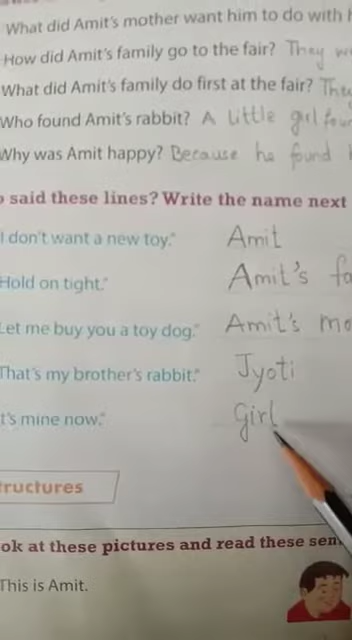 What did Amit's mother want him to do with
How did Amit's family go to the fair? They
What did Amit's family do first at the fair?
Who found Amit's rabbit? A little girl
Why was Amit happy? Because he found
said these lines? Write the name next
I don't want a new toy." Amit
Hold on tight." Amit's fa
Let me buy you a toy dog." Amit's mo
That's my brother's rabbit." Jyoti
t's mine now." Girl
ructures
ok at these pictures and read these sen
This is Amit.